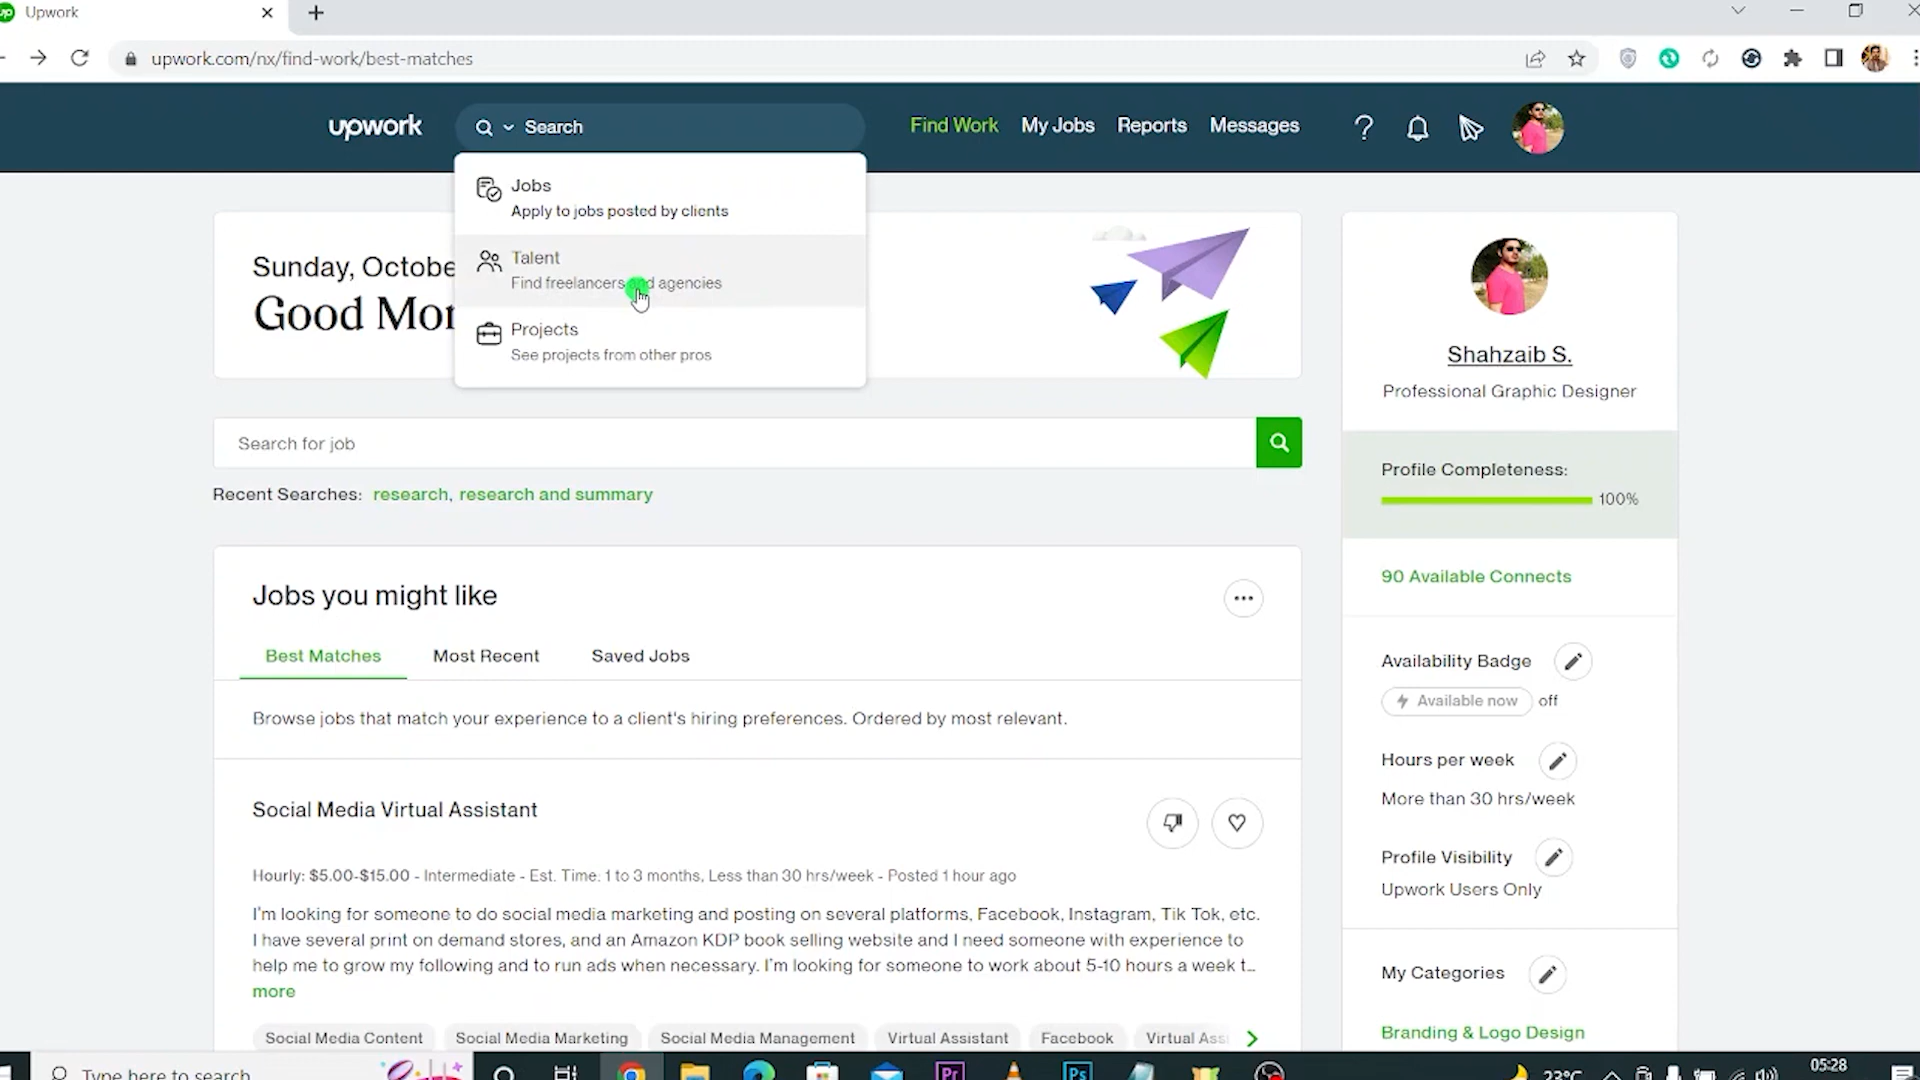 Upwork
upwork.com/nx/find-work/best-matches
upwork
Search
Find Work
My Jobs
Reports
Messages
Jobs
Apply to jobs posted by clients
Talent
Find freelancers and agencies
Projects
See projects from other pros
Sunday, Octobe
Good Mor
Search for job
Recent Searches: research, research and summary
Jobs you might like
Best Matches
Most Recent
Saved Jobs
Browse jobs that match your experience to a client's hiring preferences. Ordered by most relevant.
Social Media Virtual Assistant
Hourly: $5.00-$15.00 - Intermediate - Est. Time: 1 to 3 months, Less than 30 hrs/week - Posted 1 hour ago
I'm looking for someone to do social media marketing and posting on several platforms, Facebook, Instagram, Tik Tok, etc.
I have several print on demand stores, and an Amazon KDP book selling website and I need someone with experience to
help me to grow my following and to run ads when necessary. I'm looking for someone to work about 5-10 hours a week t...
more
Social Media Content
Social Media Marketing
Social Media Management
Virtual Assistant
Facebook
Virtual Ass
Shahzaib S.
Professional Graphic Designer
Profile Completeness:
100%
90 Available Connects
Availability Badge
Available now off
Hours per week
More than 30 hrs/week
Profile Visibility
Upwork Users Only
My Categories
Branding & Logo Design
Type here to search
Pr
Ps
23°C
05:28